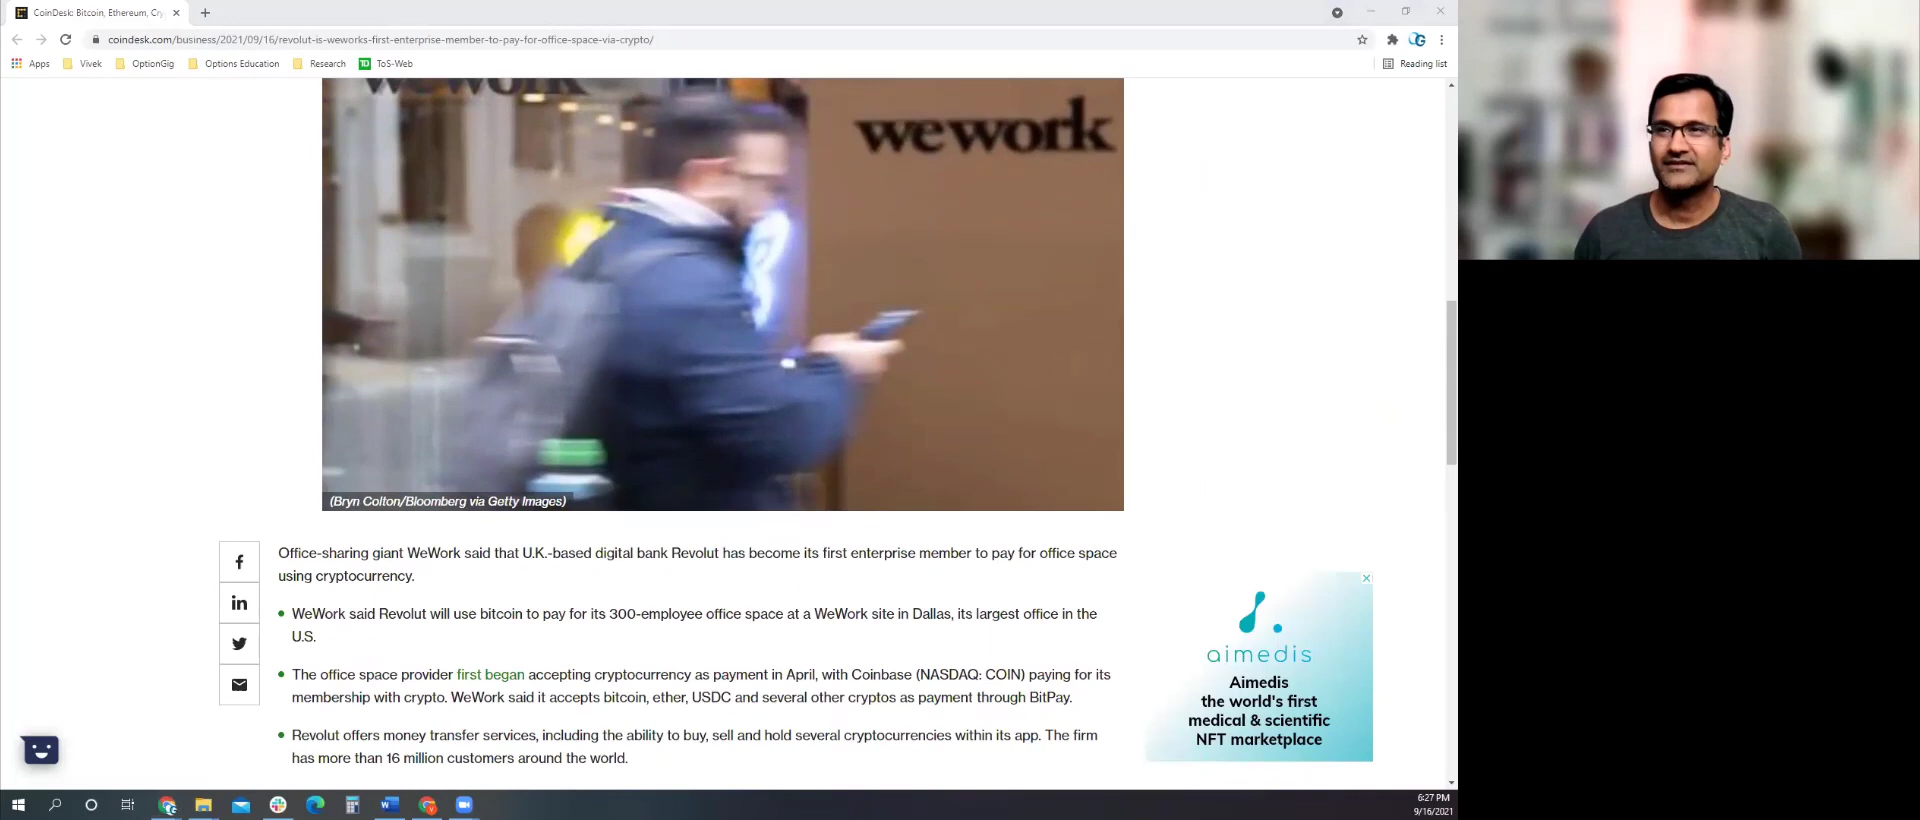 CoinDesk: Bitcoin, Ethereum, Cry
coindesk.com/business/2021/09/16/revolut-is-weworks-first-enterprise-member-to-pay-for-office-space-via-crypto/
Apps Vivek OptionGig Options Education Research ToS-Web Reading list
wework
wework
(Bryn Colton/Bloomberg via Getty Images)
Office-sharing giant WeWork said that U.K.-based digital bank Revolut has become its first enterprise member to pay for office space
using cryptocurrency.
WeWork said Revolut will use bitcoin to pay for its 300-employee office space at a WeWork site in Dallas, its largest office in the
U.S.
The office space provider first began accepting cryptocurrency as payment in April, with Coinbase (NASDAQ: COIN) paying for its
membership with crypto. WeWork said it accepts bitcoin, ether, USDC and several other cryptos as payment through BitPay.
Revolut offers money transfer services, including the ability to buy, sell and hold several cryptocurrencies within its app. The firm
has more than 16 million customers around the world.
aimedis
Aimedis
the world's first
medical & scientific
NFT marketplace
6:27 PM
9/16/2021